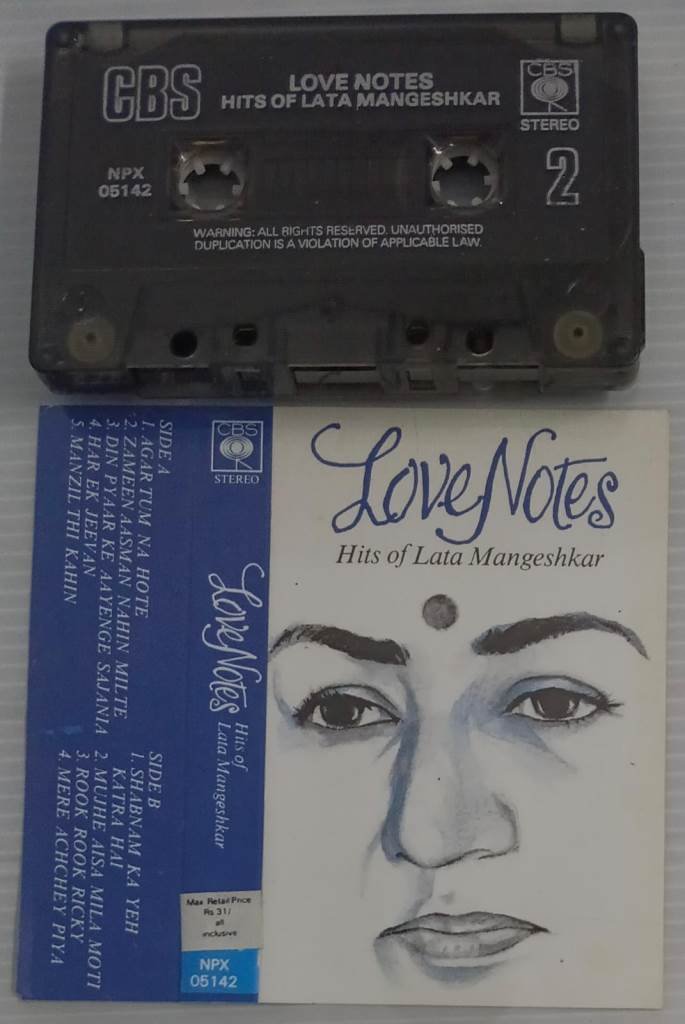 CBS
LOVE NOTES
HITS OF LATA MANGESHKAR
CBS
STEREO
NPX
05142
2
WARNING: ALL RIGHTS RESERVED. UNAUTHORISED
DUPLICATION IS A VIOLATION OF APPLICABLE LAW.
SIDE A
1. AGAR TUM NA HOTE
2. ZAMEEN AASMAN NAHIN MILTE
3. DIN PYAAR KE AAYENGE SAJANIA
4. HAR EK JEEVAN
5. MANZIL THI KAHIN
SIDE B
1. SHABNAM KA YEH
KATRA HAI
2. MUJHE AISA MILA MOTI
3. ROOK ROOK RICKY
4. MERE ACHCHEY PIYA
CBS
STEREO
Love Notes
Hits of
Lata Mangeshkar
Max Retail Price
Rs 31/
all
inclusive
NPX
05142
Love Notes
Hits of Lata Mangeshkar